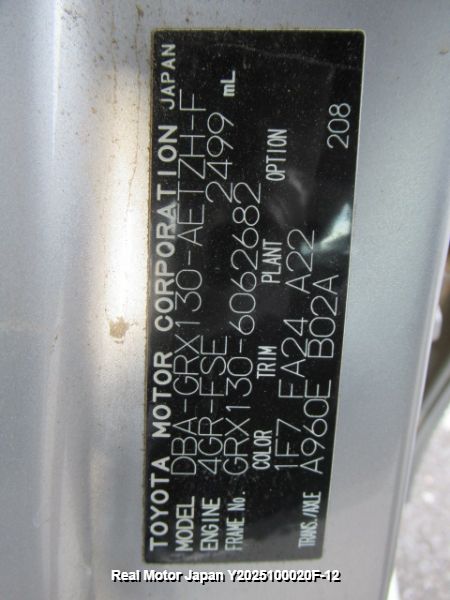 TOYOTA MOTOR CORPORATION JAPAN
MODEL DBA-GRX130-AETZH-F
ENGINE 4GR-FSE 2499 mL
FRAME No. GRX130-6062682
COLOR TRIM PLANT OPTION
1F7 FA24 A22
TRANS./AXLE A960E B02A 208
Real Motor Japan Y2025100020F-12